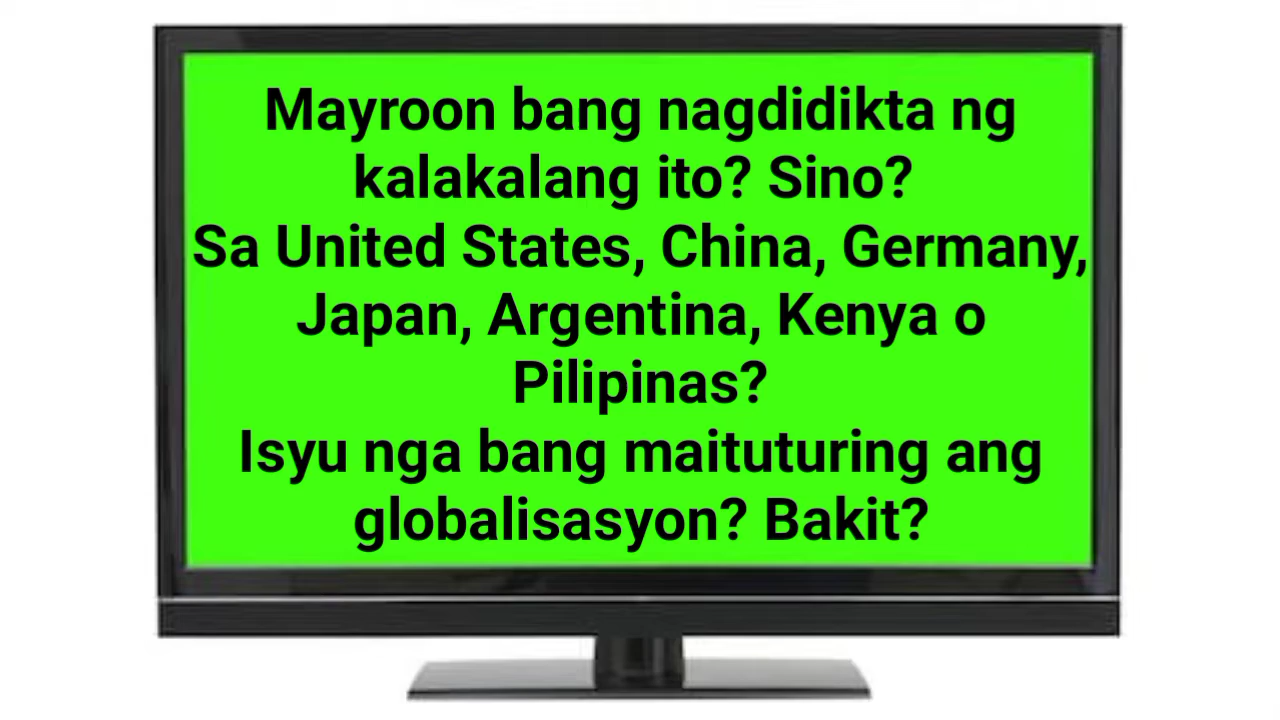 Mayroon bang nagdidikta ng
kalakalang ito? Sino?
Sa United States, China, Germany,
Japan, Argentina, Kenya o
Pilipinas?
Isyu nga bang maituturing ang
globalisasyon? Bakit?